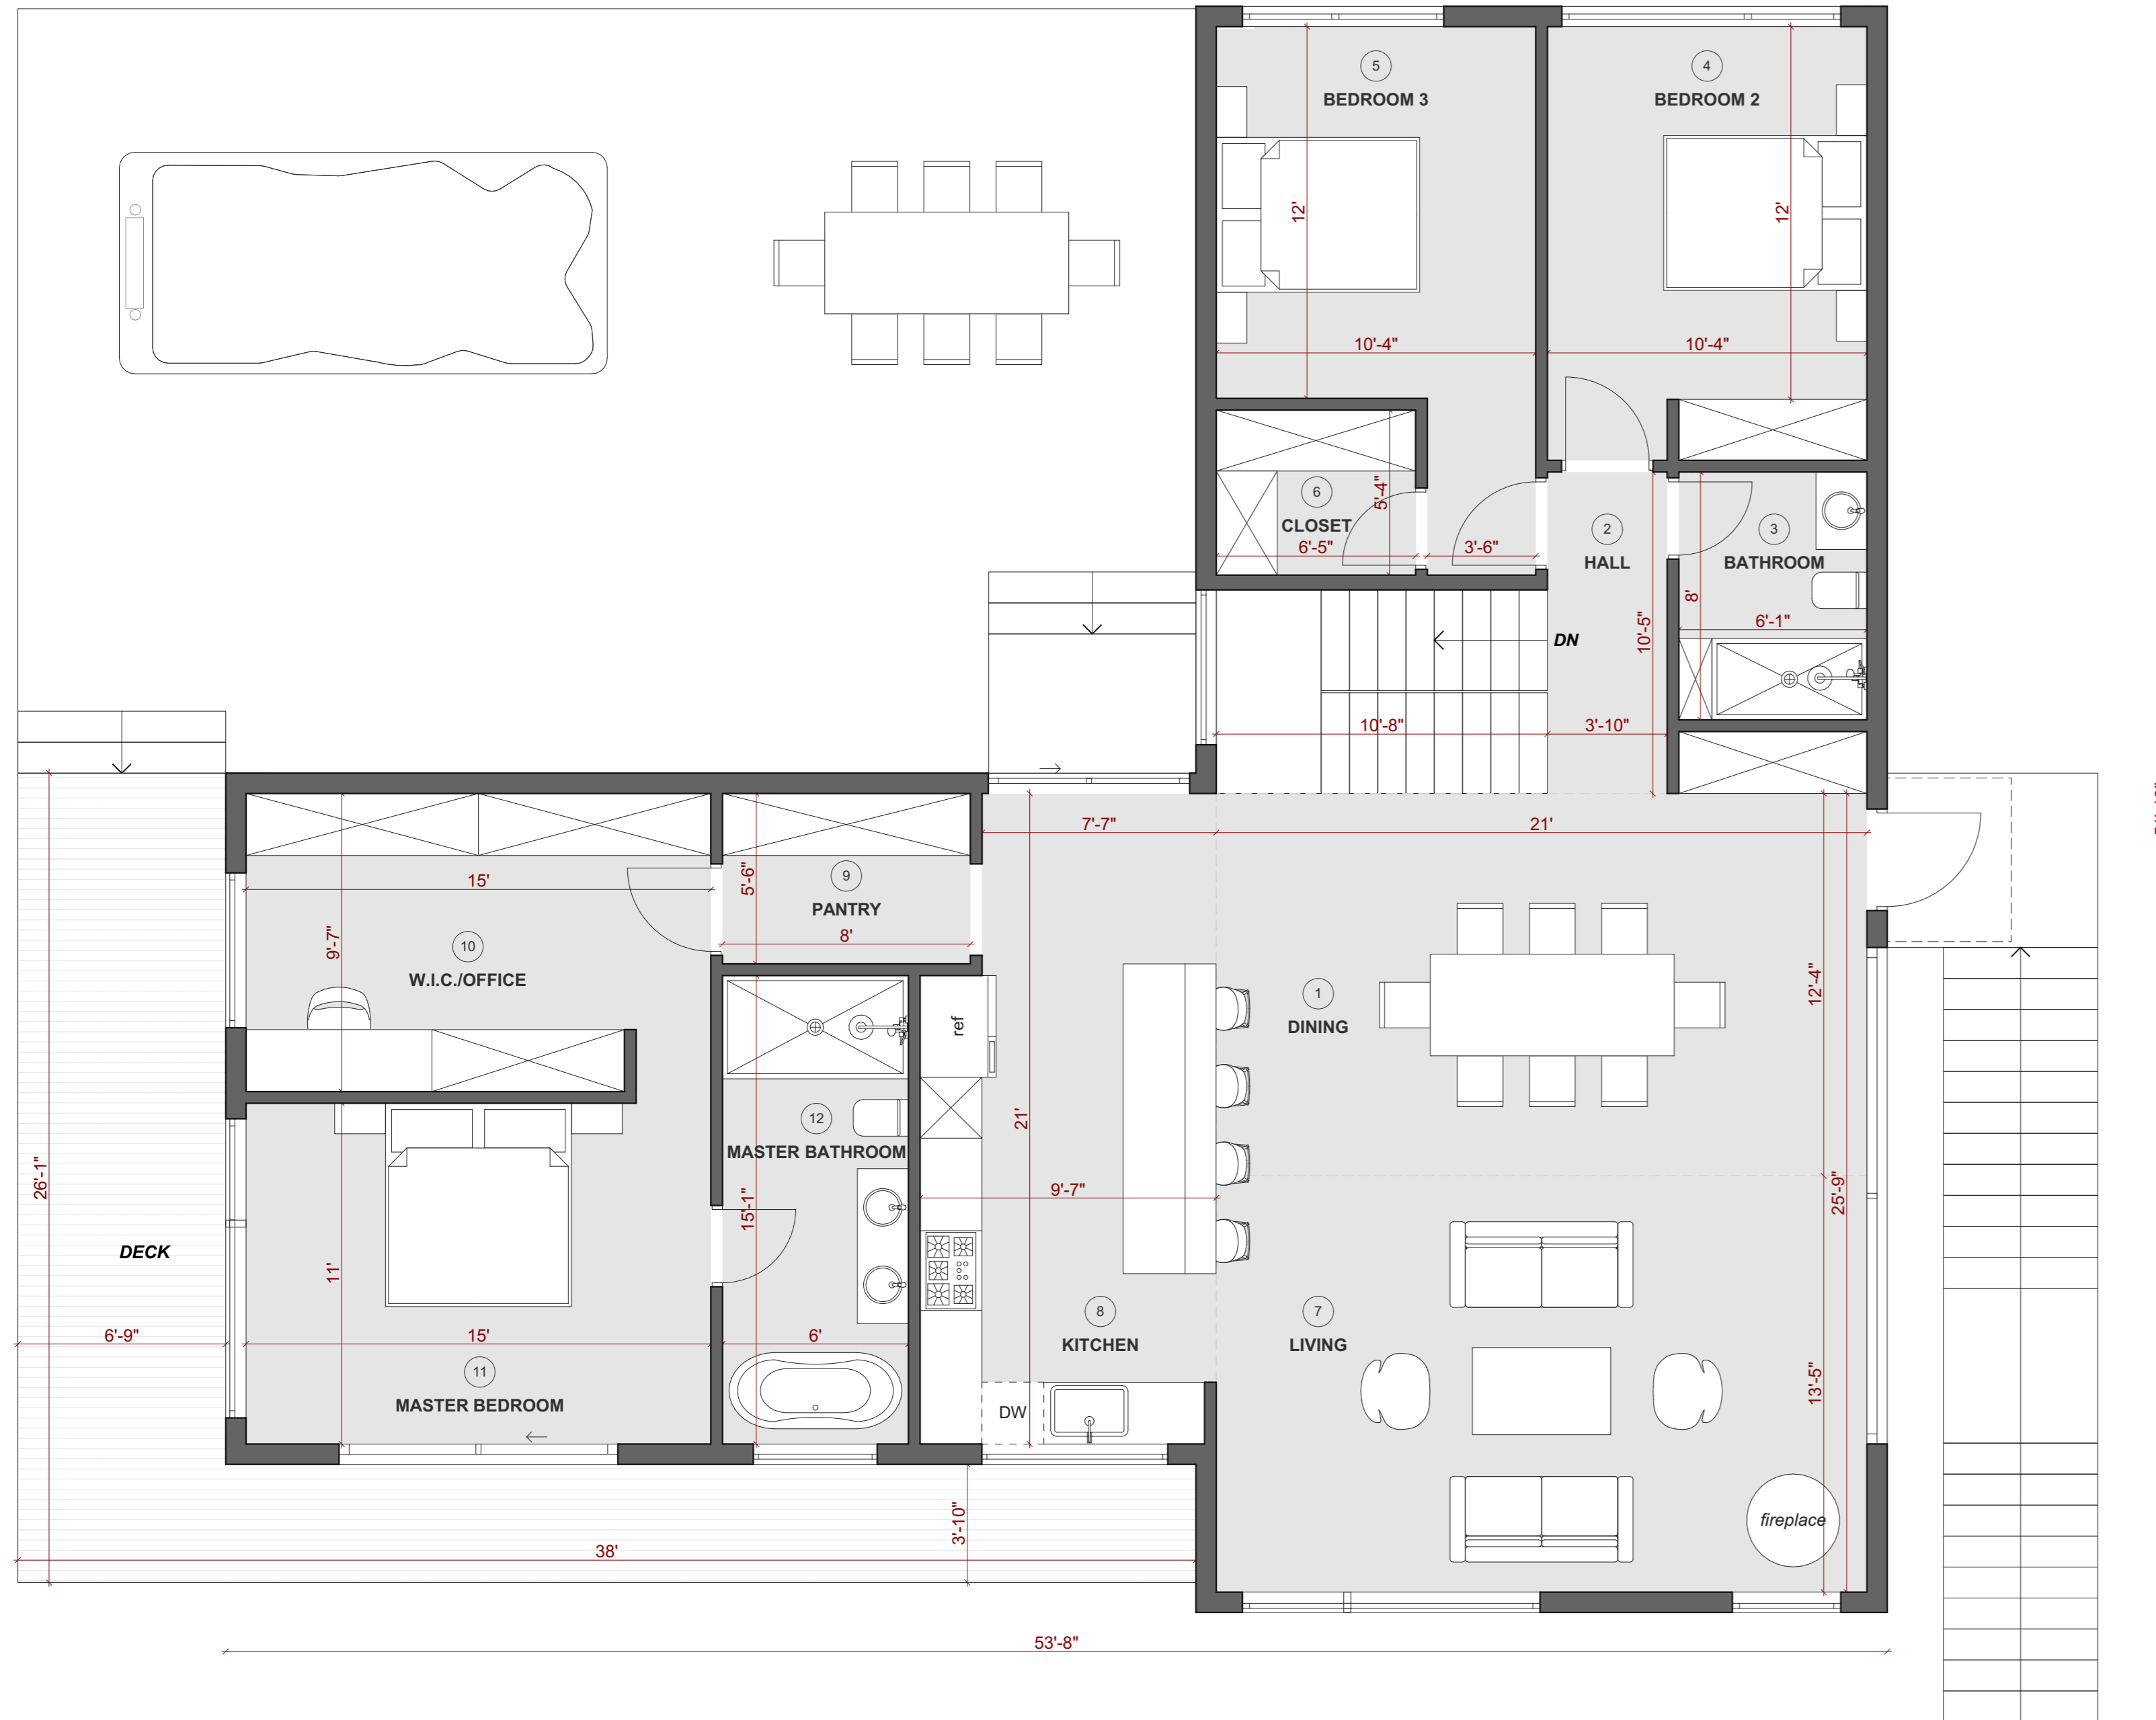 5
BEDROOM 3
4
BEDROOM 2
12'
12'
10'-4"
10'-4"
6
CLOSET
5'-4"
6'-5"
3'-6"
2
HALL
3
BATHROOM
8'
6'-1"
10'-5"
DN
10'-8"
3'-10"
7'-7"
21'
15'
9'-7"
10
W.I.C./OFFICE
5'-6"
9
PANTRY
8'
ref
21'
1
DINING
12'-4"
12
MASTER BATHROOM
15'-1"
9'-7"
25'-9"
26'-1"
DECK
11'
6'-9"
15'
6'
11
MASTER BEDROOM
8
KITCHEN
7
LIVING
DW
13'-5"
fireplace
3'-10"
38'
53'-8"